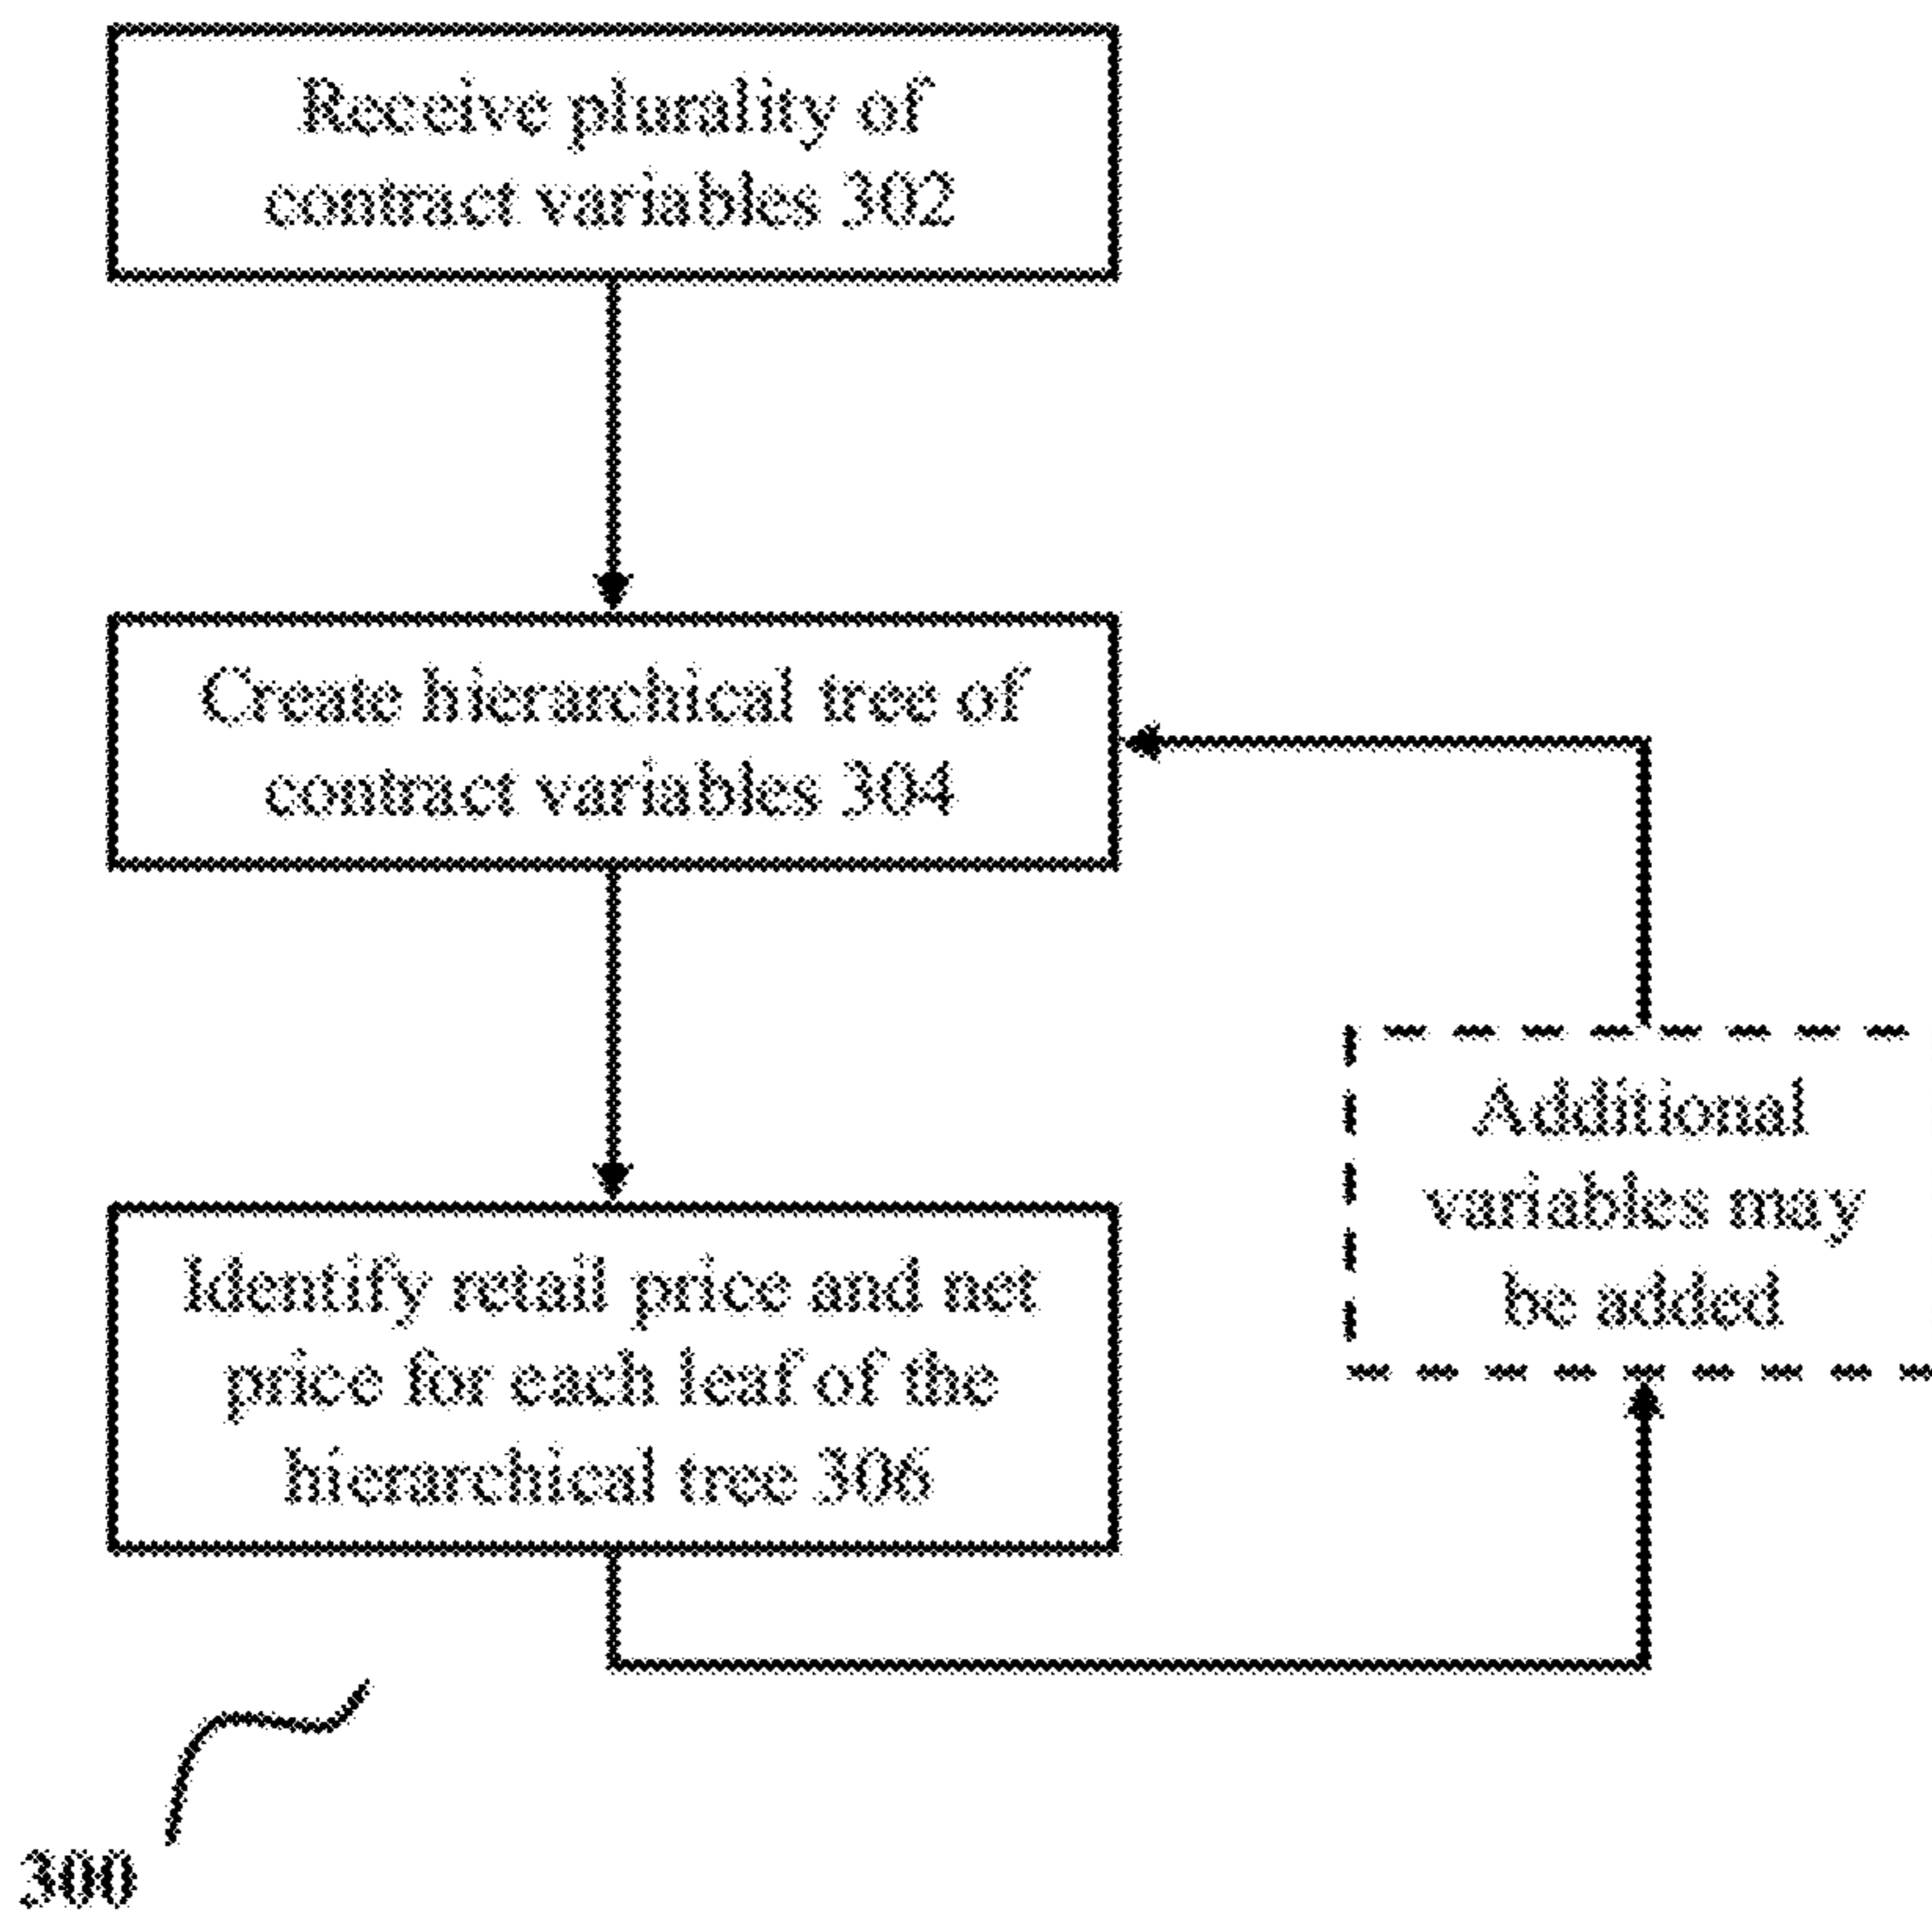 Receive plurality of
contract variables 302
Create hierarchical tree of
contract variables 304
Identify retail price and net
price for each leaf of the
hierarchical tree 306
Additional
variables may
be added
300